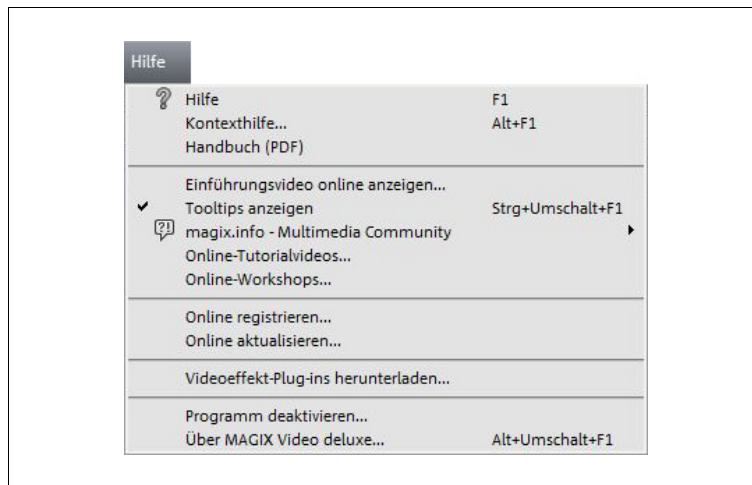 Hilfe
Hilfe F1
Kontexthilfe... Alt+F1
Handbuch (PDF)
Einführungsvideo online anzeigen...
Tooltips anzeigen Strg+Umschalt+F1
magix.info - Multimedia Community
Online-Tutorialvideos...
Online-Workshops...
Online registrieren...
Online aktualisieren...
Videoeffekt-Plug-ins herunterladen...
Programm deaktivieren...
Über MAGIX Video deluxe... Alt+Umschalt+F1